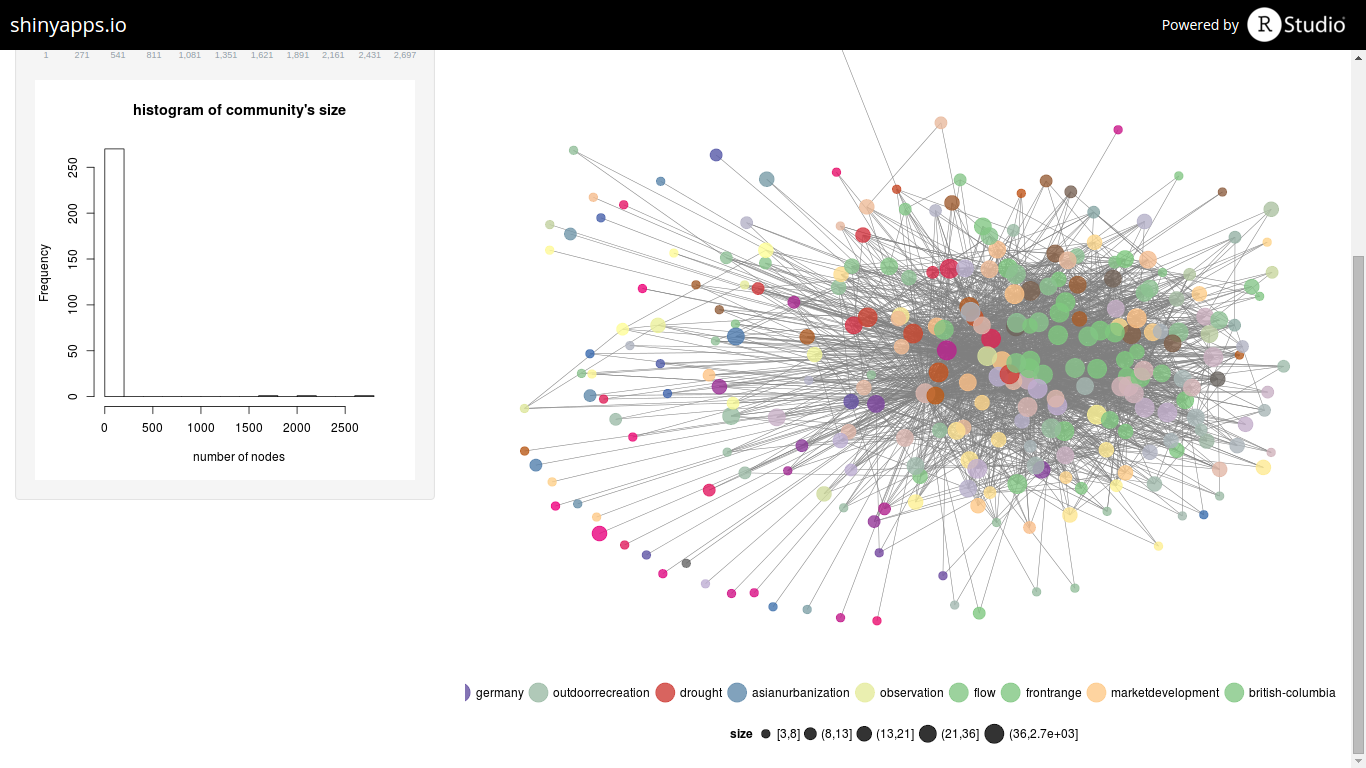 shinyapps.io
Powered by R Studio
1 271 541 811 1,081 1,351 1,621 1,891 2,161 2,431 2,697
histogram of community's size
Frequency
250
200
150
100
50
0
0 500 1000 1500 2000 2500
number of nodes
germany outdoorrecreation drought asianurbanization observation flow frontrange marketdevelopment british-columbia
size [3,8] (8,13] (13,21] (21,36] (36,2.7e+03]